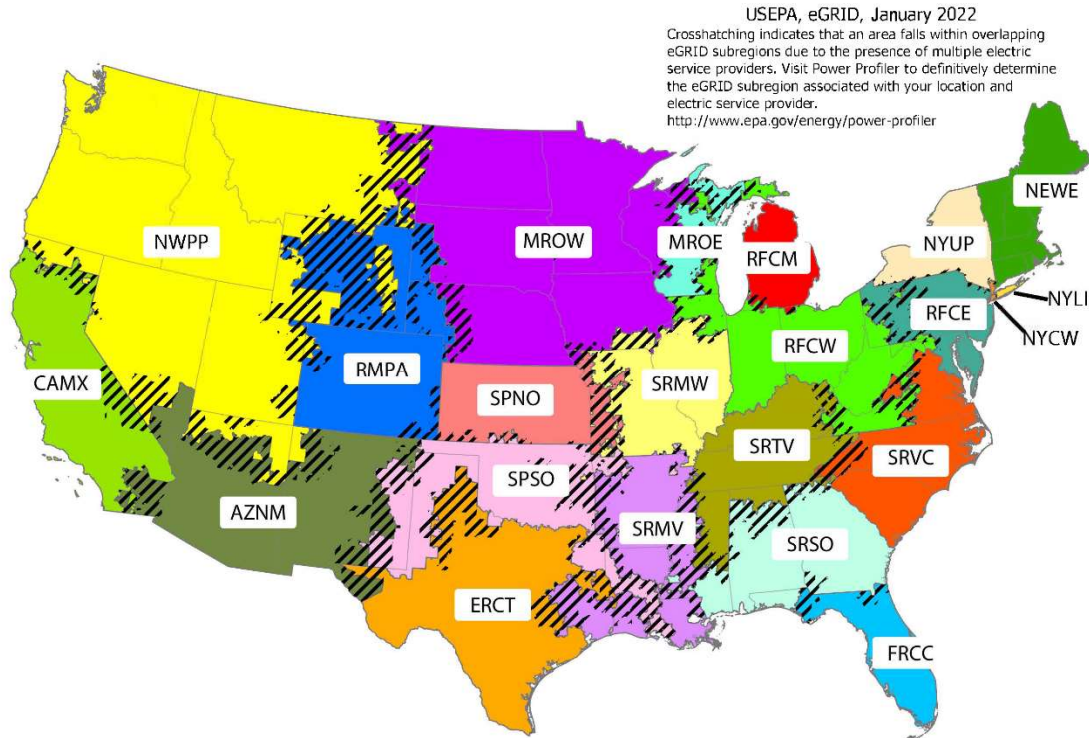 USEPA, eGRID, January 2022
Crosshatching indicates that an area falls within overlapping
eGRID subregions due to the presence of multiple electric
service providers. Visit Power Profiler to definitively determine
the eGRID subregion associated with your location and
electric service provider.
http://www.epa.gov/energy/power-profiler
NEWE
NWPP
MROW
MROE
RFCM
NYUP
NYLI
RFCE
NYCW
CAMX
RMPA
SPNO
SRMW
RFCW
SRTV
SRVC
AZNM
SPSO
SRMV
SRSO
ERCT
FRCC